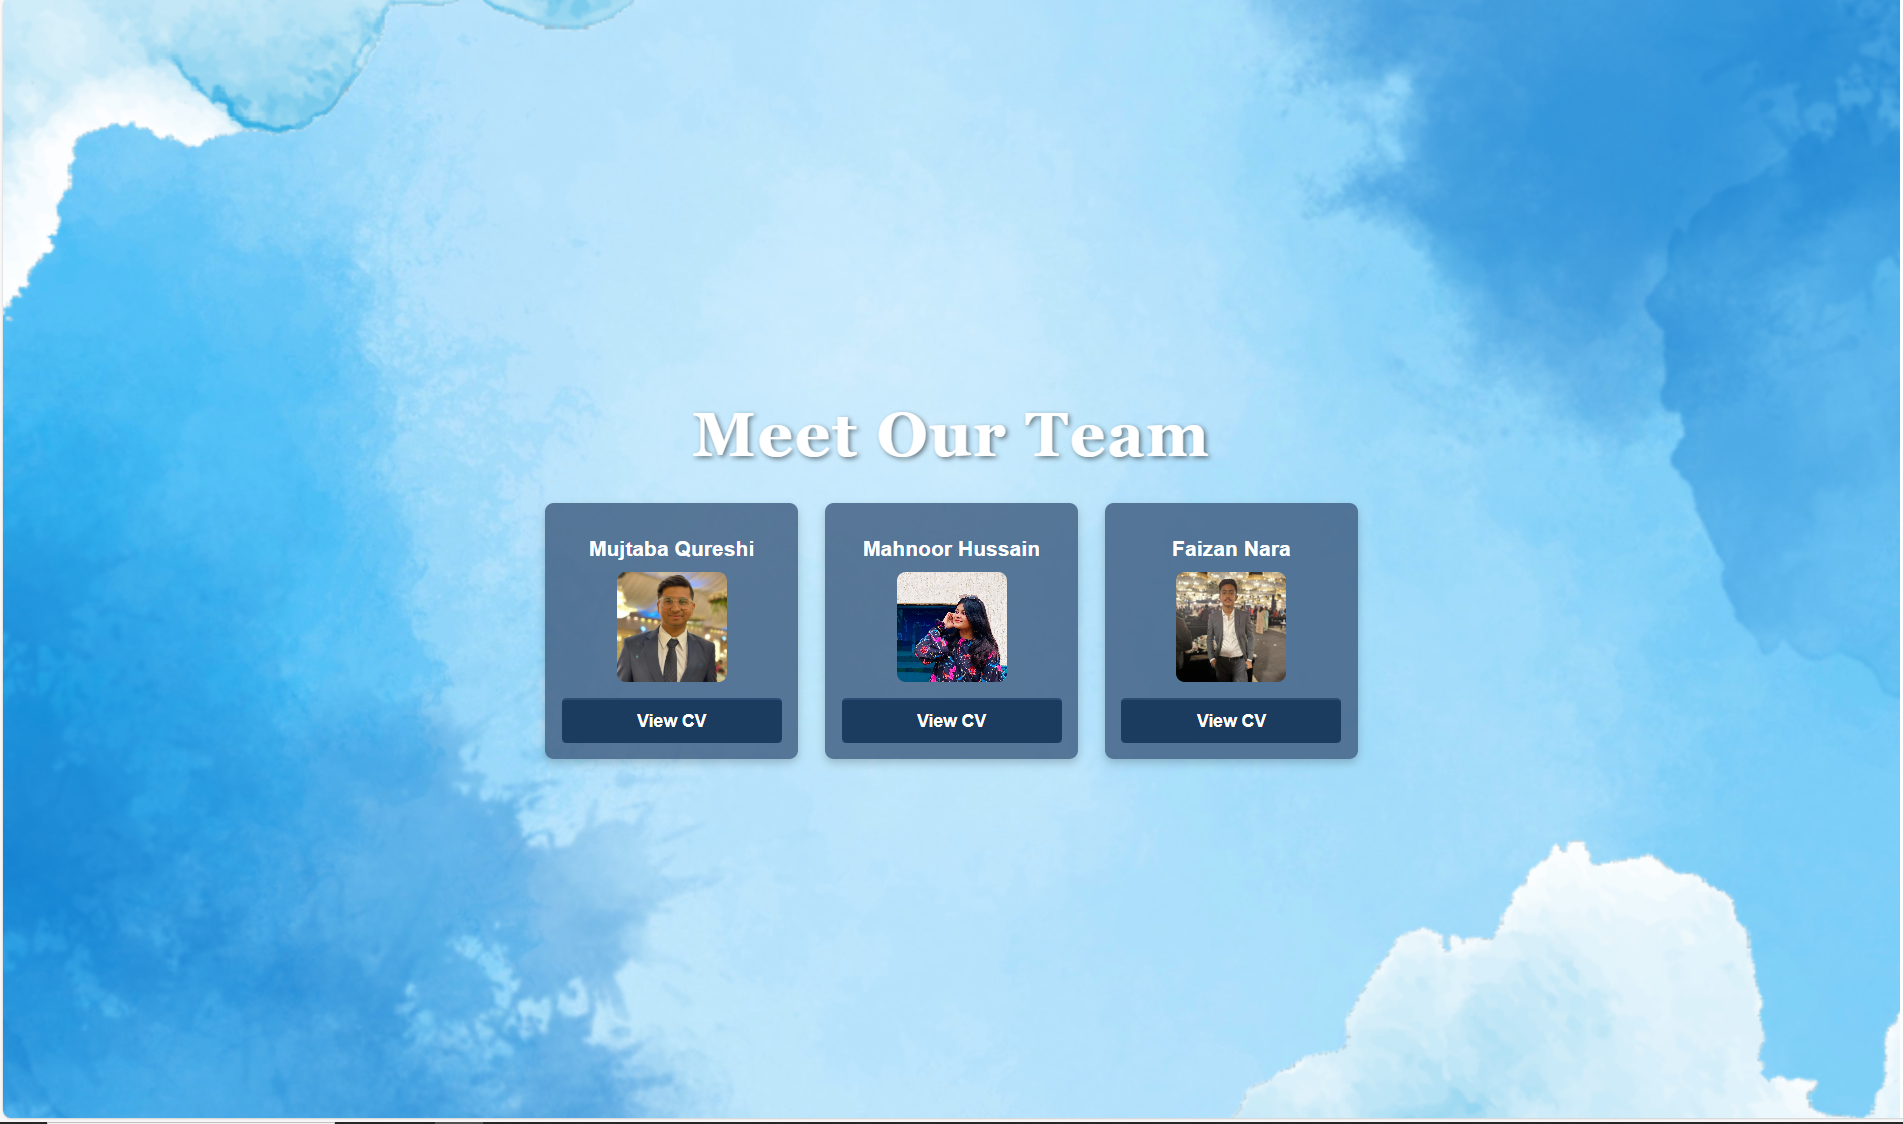 Meet Our Team
Mujtaba Qureshi
Mahnoor Hussain
Faizan Nara
View CV
View CV
View CV